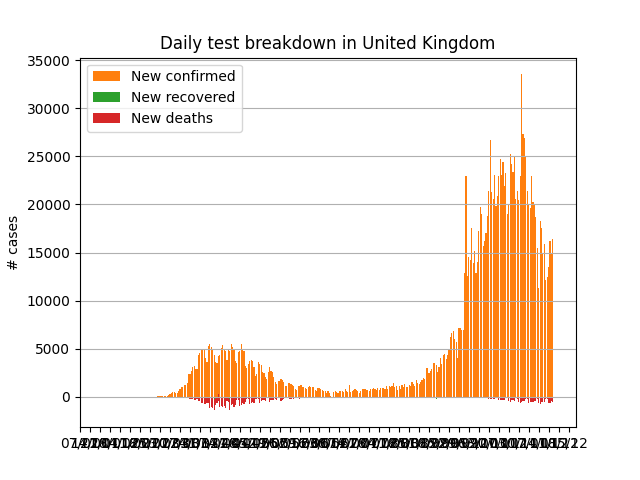 Daily test breakdown in United Kingdom
New confirmed
New recovered
New deaths
# cases
35000
30000
25000
20000
15000
10000
5000
0